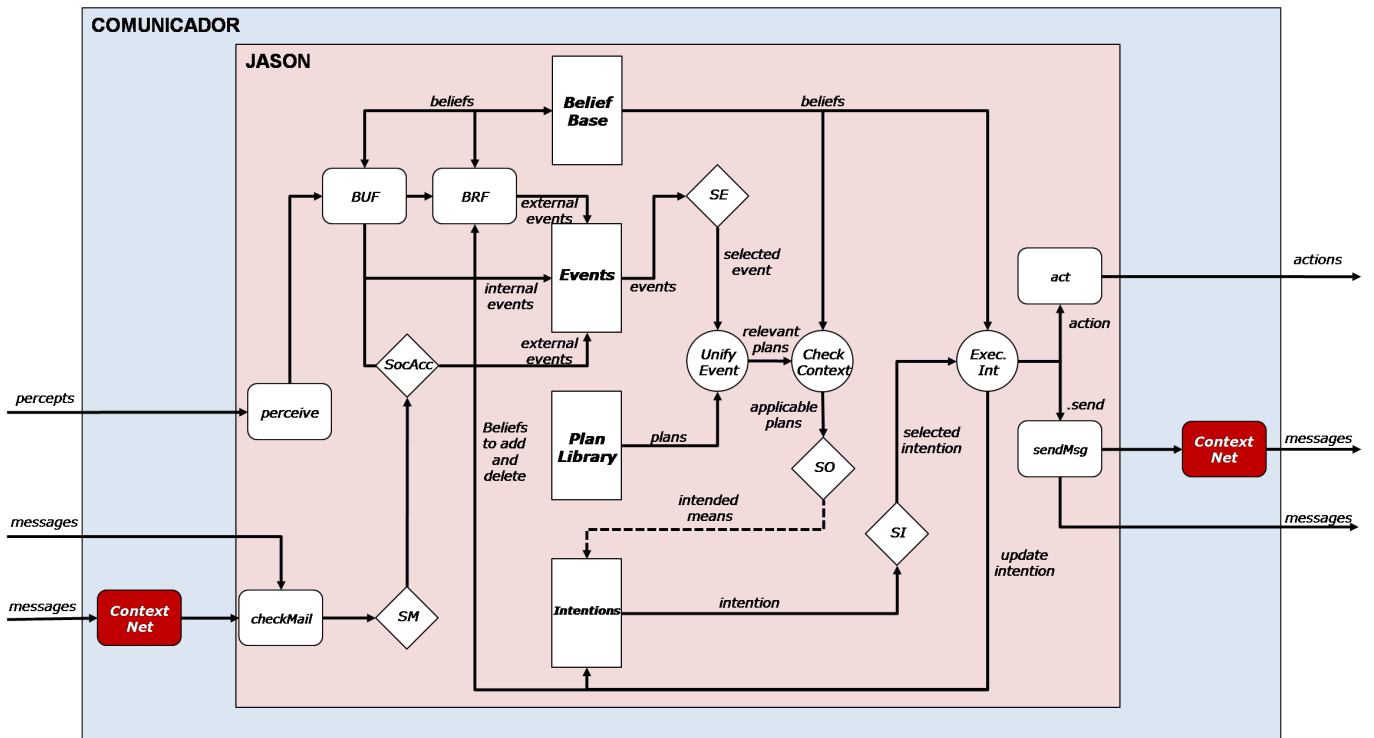 COMUNICADOR
JASON
beliefs
Belief
Base
beliefs
BUF
BRF
external
events
SE
selected
event
Events
internal
events
events
act
actions
action
external
events
SocAcc
Unify
Event
relevant
plans
Check
Context
Exec.
Int
percepts
perceive
Beliefs
to add
and
delete
Plan
Library
plans
applicable
plans
selected
intention
.send
sendMsg
Context
Net
messages
SO
intended
means
messages
messages
SI
update
intention
messages
Context
Net
checkMail
SM
Intentions
intention